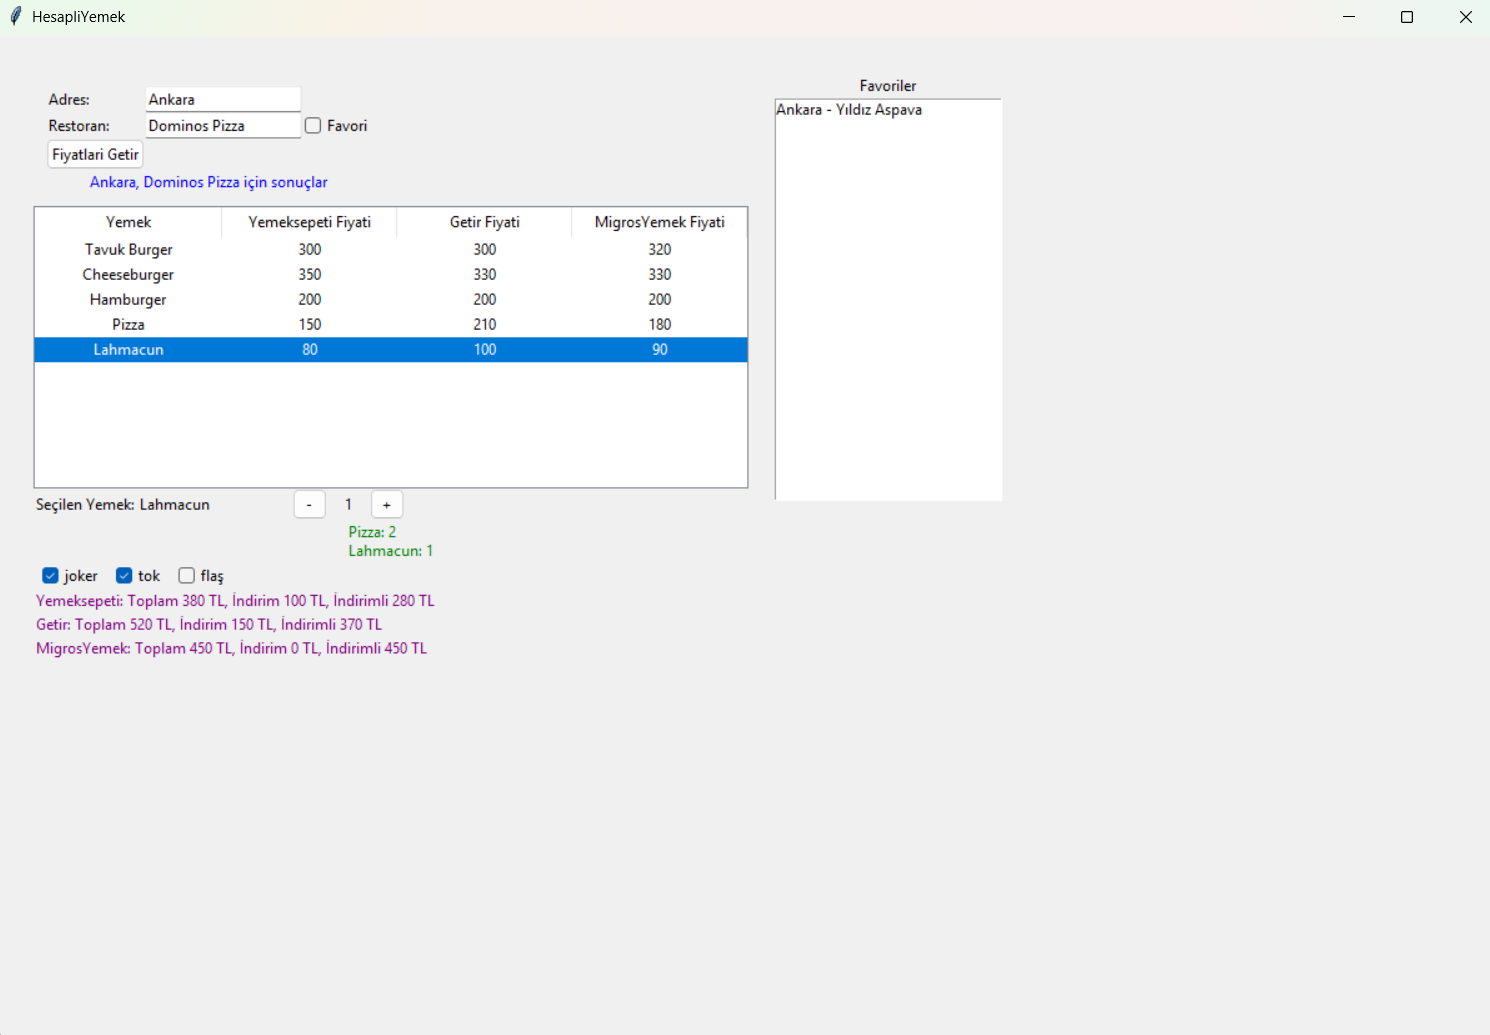 HesapliYemek
Adres: Ankara
Restoran: Dominos Pizza Favori
Fiyatlari Getir
Ankara, Dominos Pizza için sonuçlar
Yemek Yemeksepeti Fiyati Getir Fiyati MigrosYemek Fiyati
Tavuk Burger 300 300 320
Cheeseburger 350 330 330
Hamburger 200 200 200
Pizza 150 210 180
Lahmacun 80 100 90
Seçilen Yemek: Lahmacun - 1 +
Pizza: 2
Lahmacun: 1
joker tok flaş
Yemeksepeti: Toplam 380 TL, İndirim 100 TL, İndirimli 280 TL
Getir: Toplam 520 TL, İndirim 150 TL, İndirimli 370 TL
MigrosYemek: Toplam 450 TL, İndirim 0 TL, İndirimli 450 TL
Favoriler
Ankara - Yıldız Aspava